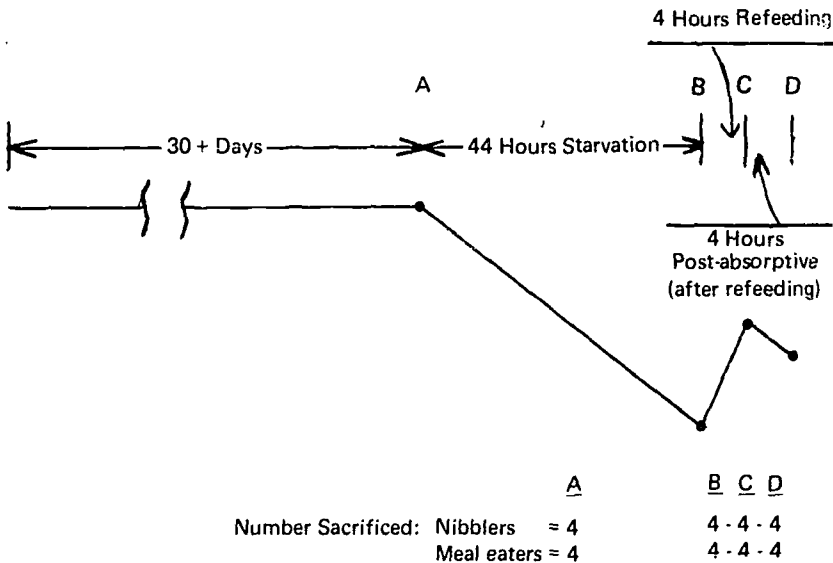 4 Hours Refeeding
A
B C D
30 + Days
44 Hours Starvation
4 Hours
Post-absorptive
(after refeeding)
A
B C D
Number Sacrificed: Nibblers = 4
4 - 4 - 4
Meal eaters = 4
4 - 4 - 4